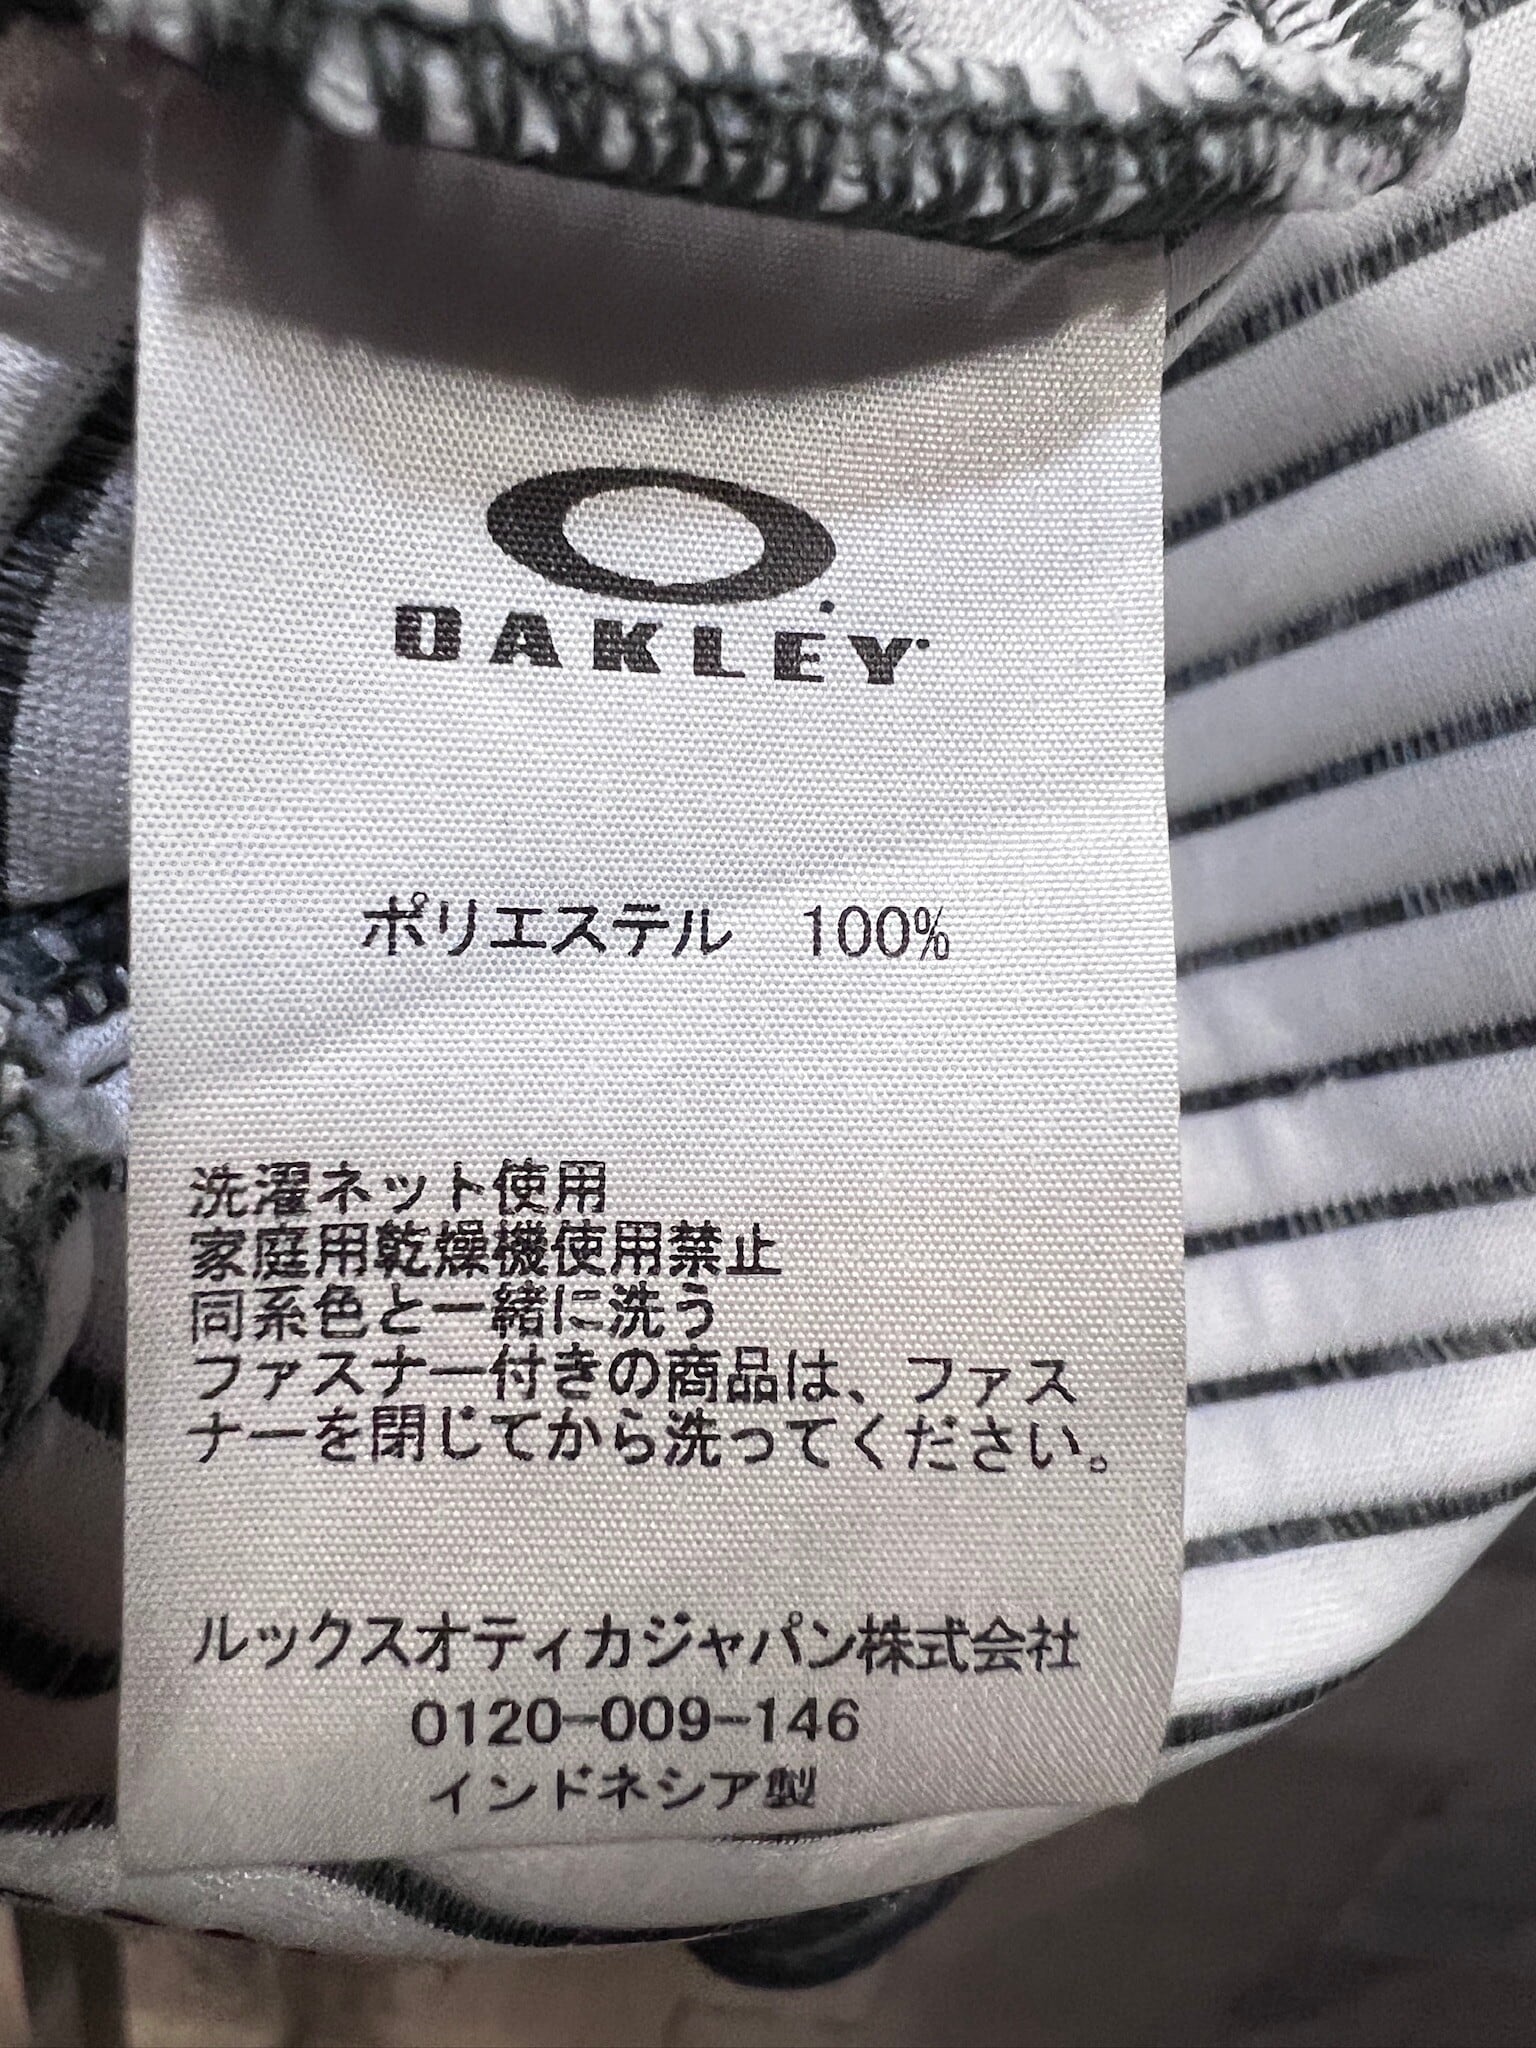 OAKLEY
ポリエステル 100%
洗濯ネット使用
家庭用乾燥機使用禁止
同系色と一緒に洗う
ファスナー付きの商品は、ファス
ナーを閉じてから洗ってください。
ルックスオティカジャパン株式会社
0120-009-146
インドネシア製